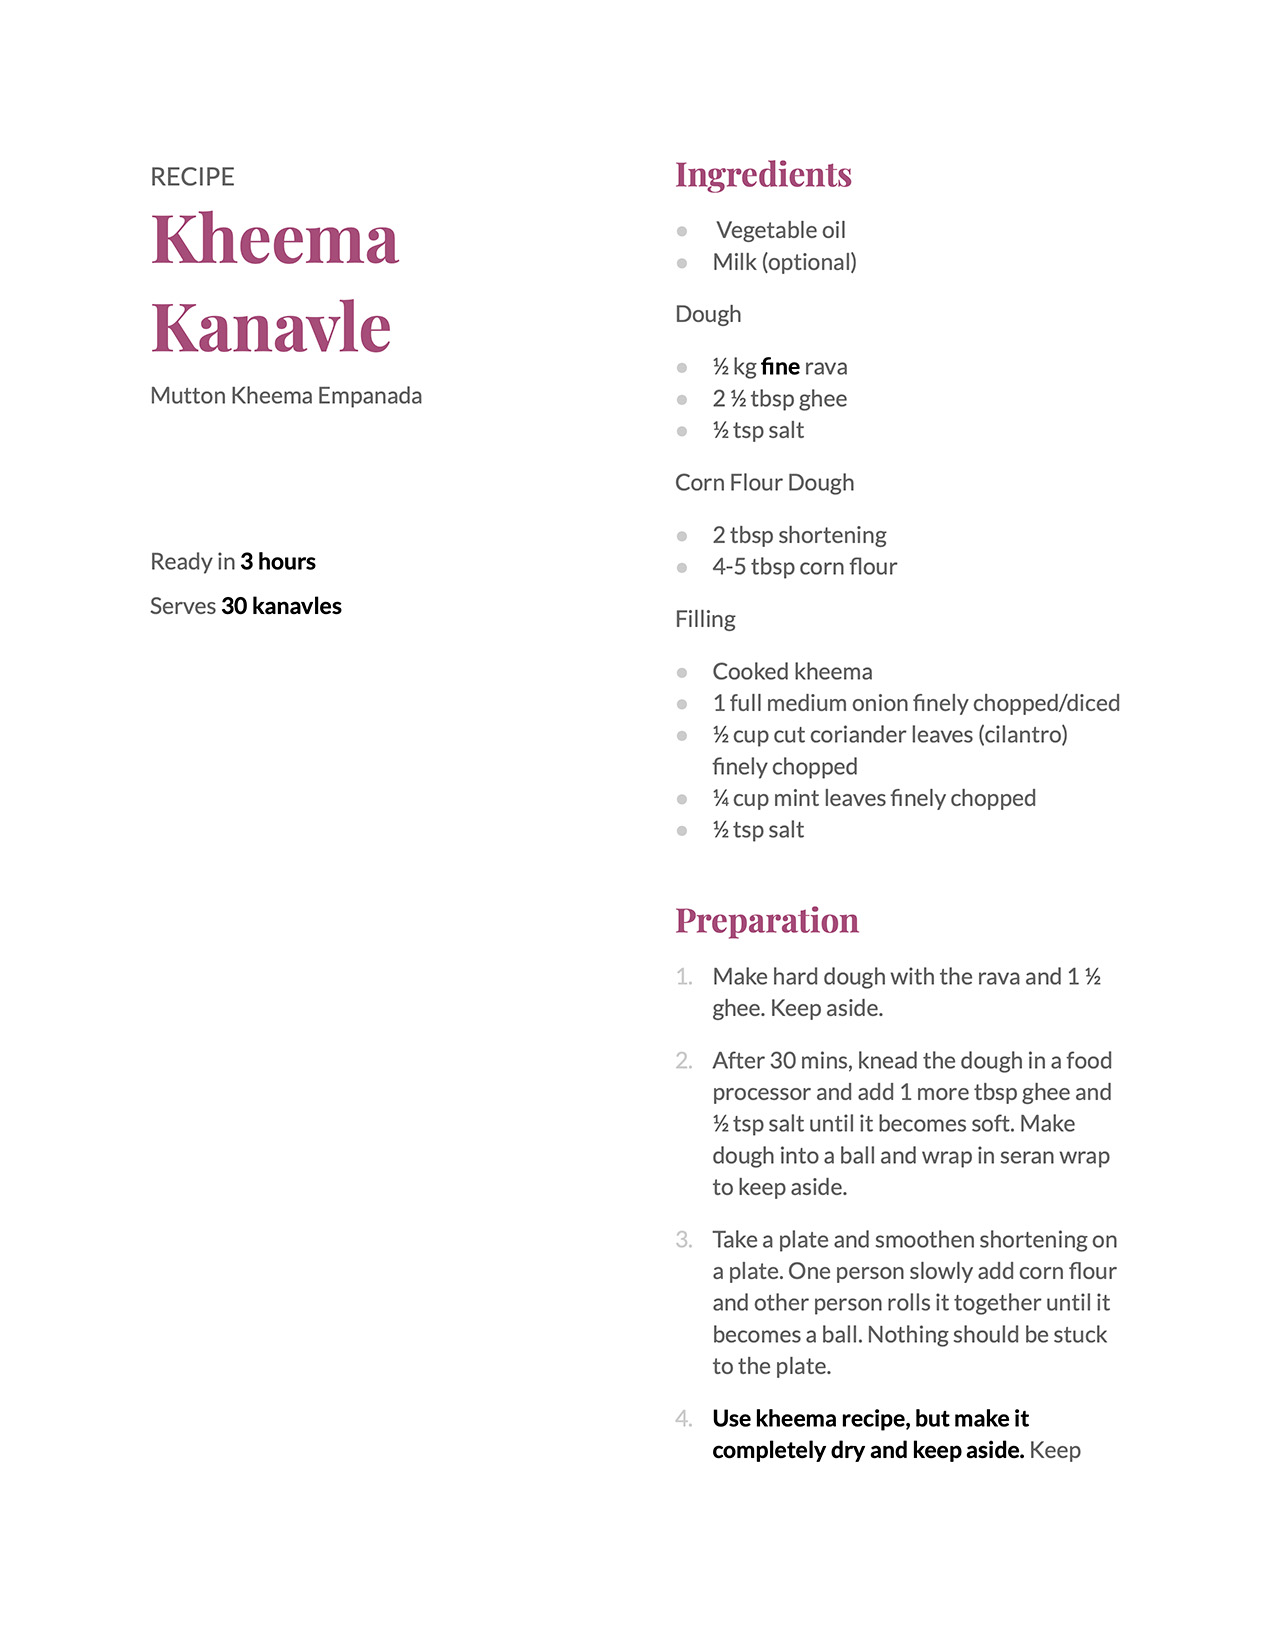 RECIPE
Kheema
Kanavle
Mutton Kheema Empanada
Ready in 3 hours
Serves 30 kanavles
Ingredients
● Vegetable oil
● Milk (optional)
Dough
● ½ kg fine rava
● 2 ½ tbsp ghee
● ½ tsp salt
Corn Flour Dough
● 2 tbsp shortening
● 4-5 tbsp corn flour
Filling
● Cooked kheema
● 1 full medium onion finely chopped/diced
● ½ cup cut coriander leaves (cilantro)
finely chopped
● ¼ cup mint leaves finely chopped
● ½ tsp salt
Preparation
1. Make hard dough with the rava and 1 ½
ghee. Keep aside.
2. After 30 mins, knead the dough in a food
processor and add 1 more tbsp ghee and
½ tsp salt until it becomes soft. Make
dough into a ball and wrap in seran wrap
to keep aside.
3. Take a plate and smoothen shortening on
a plate. One person slowly add corn flour
and other person rolls it together until it
becomes a ball. Nothing should be stuck
to the plate.
4. Use kheema recipe, but make it
completely dry and keep aside. Keep